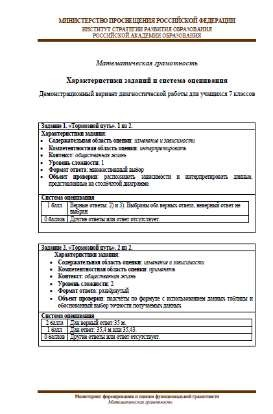 МИНИСТЕРСТВО ПРОСВЕЩЕНИЯ РОССИЙСКОЙ ФЕДЕРАЦИИ
ИНСТИТУТ СТРАТЕГИИ РАЗВИТИЯ ОБРАЗОВАНИЯ
РОССИЙСКОЙ АКАДЕМИИ ОБРАЗОВАНИЯ
Математическая грамотность
Характеристики заданий и система оценивания
Демонстрационный вариант диагностической работы для учащихся 7 классов
Задание 1. «Тормозной путь». 1 из 2.
Характеристики задания:
• Содержательная область оценки: изменение и зависимости
• Компетентностная область оценки: интерпретировать
• Контекст: общественная жизнь
• Уровень сложности: 1
• Формат ответа: множественный выбор
• Объект проверки: распознавать зависимости и интерпретировать данные, представленные на столбчатой диаграмме.
Система оценивания
1 балл Верные ответы: 2) и 3). Выбраны оба верных ответа, неверный ответ не выбран
0 баллов Другие ответы или ответ отсутствует.
Задание 2. «Тормозной путь». 2 из 2.
Характеристики задания:
• Содержательная область оценки: изменение и зависимости
• Компетентностная область оценки: применять
• Контекст: общественная жизнь
• Уровень сложности: 2
• Формат ответа: развёрнутый
• Объект проверки: расчёты по формуле с использованием данных таблицы и обоснованный выбор точности полученных данных.
Система оценивания
2 балла Дан верный ответ: 35 м.
1 балл Дан ответ: 35,4 м или 35,43.
0 баллов Другие ответы или ответ отсутствует.
Мониторинг формирования и оценки функциональной грамотности
Математическая грамотность